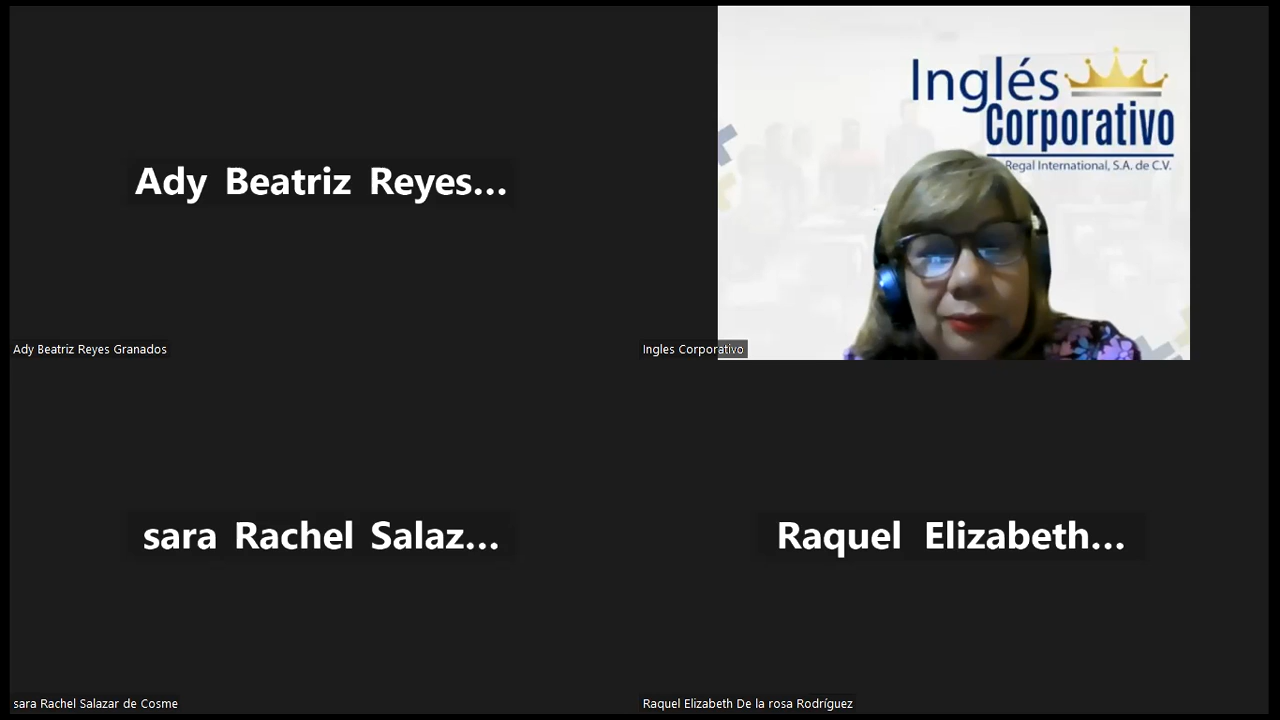 Ady Beatriz Reyes...
Ady Beatriz Reyes Granados
Inglés
Corporativo
Regal International, S.A. de C.V.
Ingles Corporativo
sara Rachel Salaz...
sara Rachel Salazar de Cosme
Raquel Elizabeth...
Raquel Elizabeth De la rosa Rodríguez